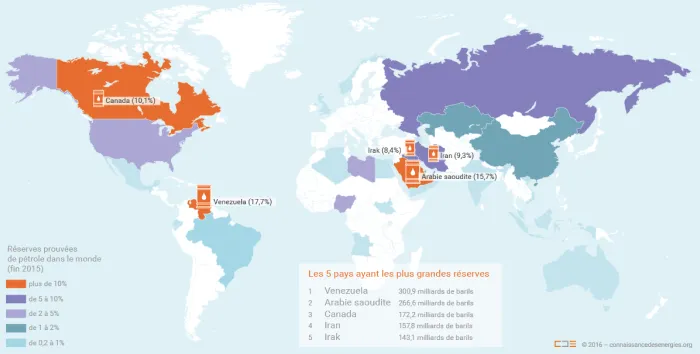 Canada (10,1%)
Irak (8,4%)
Iran (9,3%)
Arabie saoudite (15,7%)
Venezuela (17,7%)
Réserves prouvées
de pétrole dans le monde
(fin 2015)
plus de 10%
de 5 à 10%
de 2 à 5%
de 1 à 2%
de 0,2 à 1%
Les 5 pays ayant les plus grandes réserves
1 Venezuela 300,9 milliards de barils
2 Arabie saoudite 266,6 milliards de barils
3 Canada 172,2 milliards de barils
4 Iran 157,8 milliards de barils
5 Irak 143,1 milliards de barils
CDE © 2016 – connaissancedesenergies.org